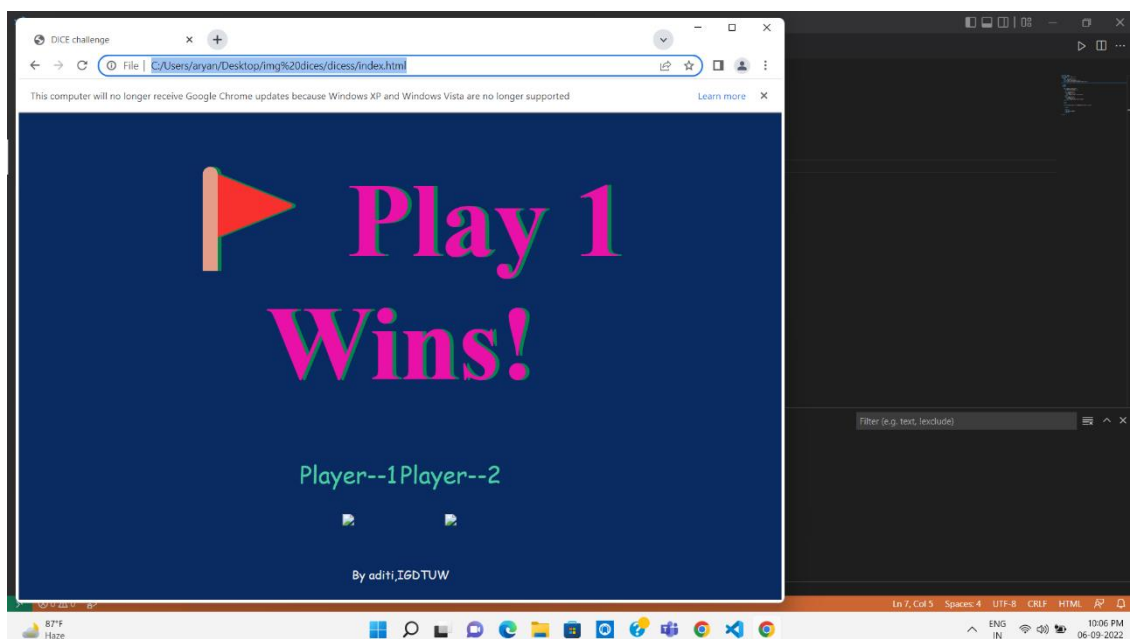 DICE challenge
File | C:/Users/aryan/Desktop/img%20dices/dicess/index.html
This computer will no longer receive Google Chrome updates because Windows XP and Windows Vista are no longer supported
Learn more
Play 1
Wins!
Player--1Player--2
By aditi,IGDTUW
Filter (e.g. text, !exclude)
Ln 7, Col 5 Spaces: 4 UTF-8 CRLF HTML
87°F
Haze
ENG
IN
10:06 PM
06-09-2022